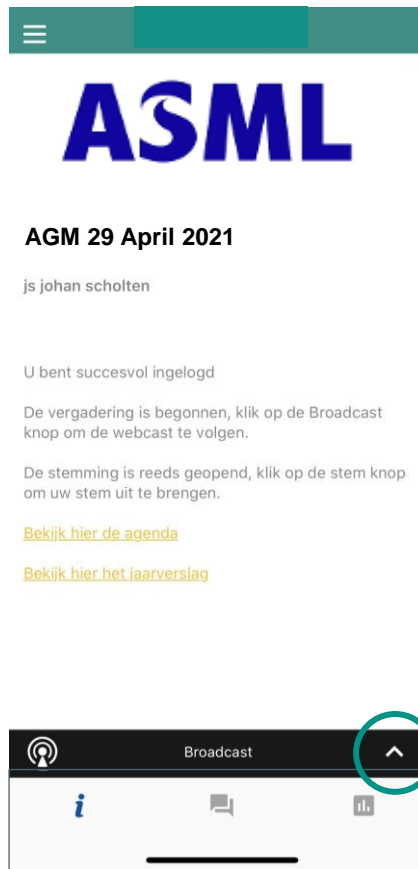 ASML
AGM 29 April 2021
js johan scholten
U bent succesvol ingelogd
De vergadering is begonnen, klik op de Broadcast
knop om de webcast te volgen.
De stemming is reeds geopend, klik op de stem knop
om uw stem uit te brengen.
Bekijk hier de agenda
Bekijk hier het jaarverslag
Broadcast
i